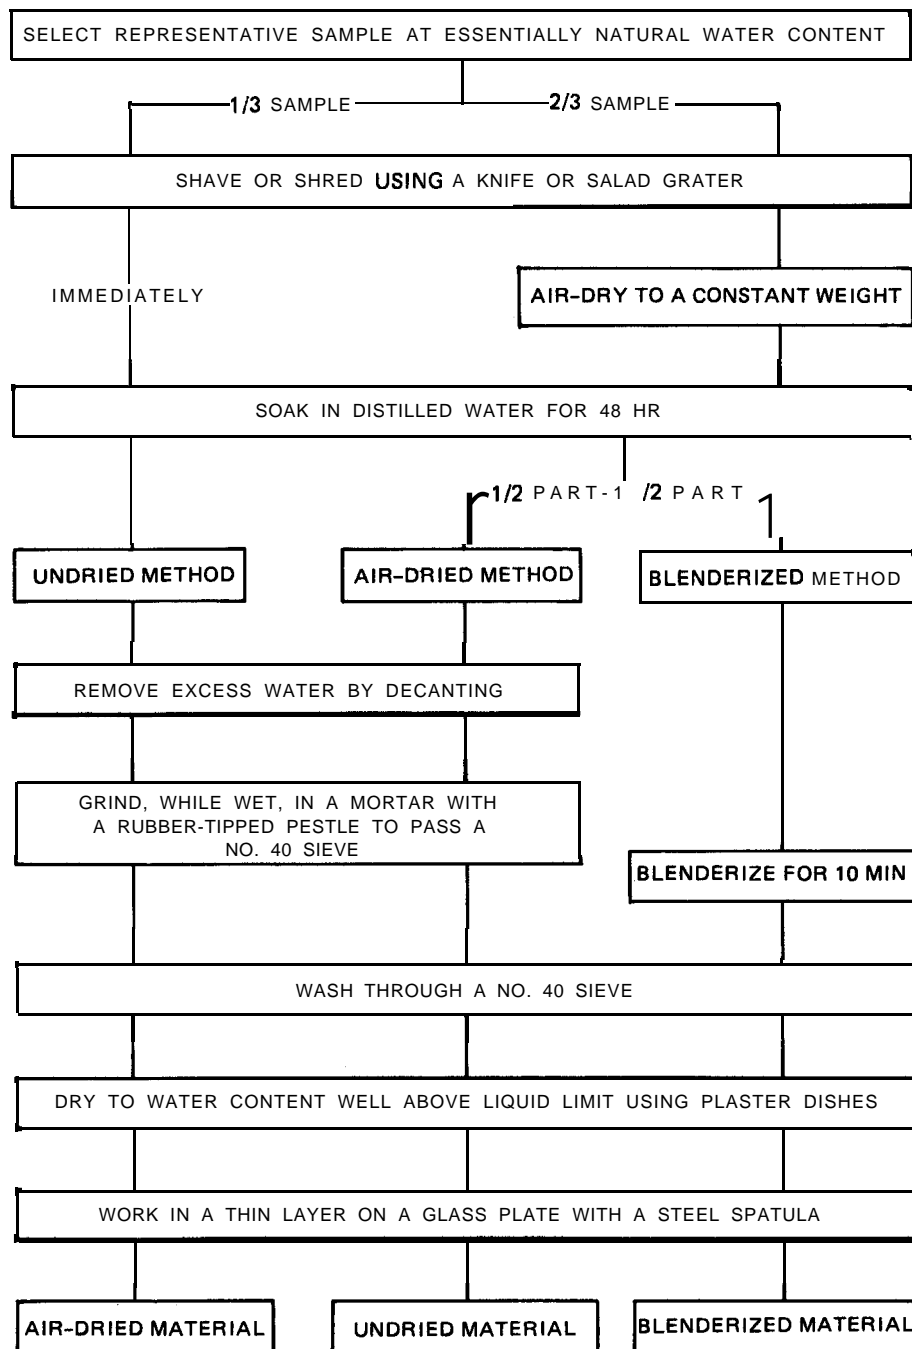 SELECT REPRESENTATIVE SAMPLE AT ESSENTIALLY NATURAL WATER CONTENT
1/3 SAMPLE
2/3 SAMPLE
SHAVE OR SHRED USING A KNIFE OR SALAD GRATER
IMMEDIATELY
AIR-DRY TO A CONSTANT WEIGHT
SOAK IN DISTILLED WATER FOR 48 HR
1/2 PART-1 /2 PART
UNDRIED METHOD
AIR-DRIED METHOD
BLENDERIZED METHOD
REMOVE EXCESS WATER BY DECANTING
GRIND, WHILE WET, IN A MORTAR WITH
A RUBBER-TIPPED PESTLE TO PASS A
NO. 40 SIEVE
BLENDERIZE FOR 10 MIN
WASH THROUGH A NO. 40 SIEVE
DRY TO WATER CONTENT WELL ABOVE LIQUID LIMIT USING PLASTER DISHES
WORK IN A THIN LAYER ON A GLASS PLATE WITH A STEEL SPATULA
AIR-DRIED MATERIAL
UNDRIED MATERIAL
BLENDERIZED MATERIAL